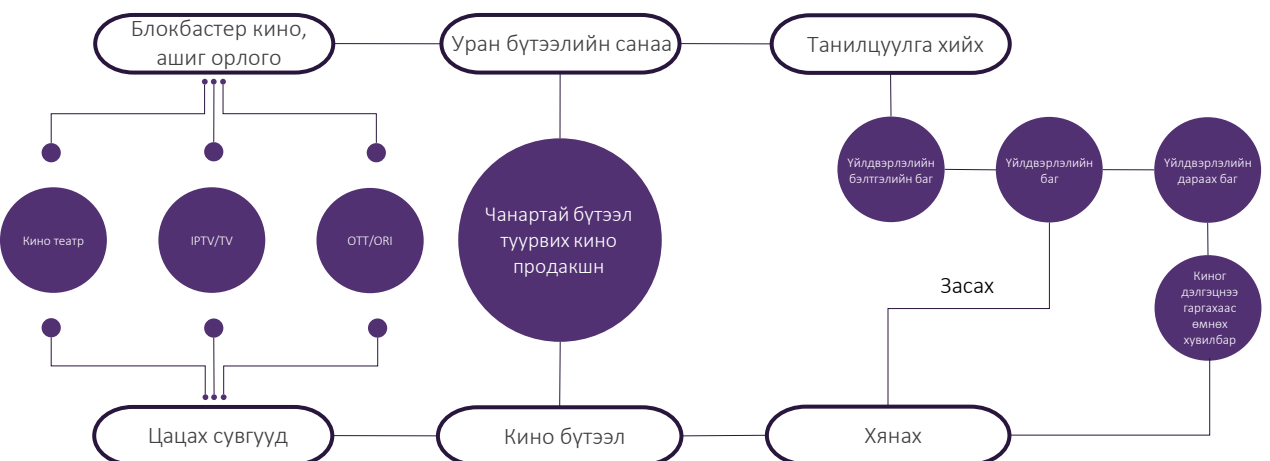 Блокбастер кино,
ашиг орлого
Уран бүтээлийн санаа
Танилцуулга хийх
Үйлдвэрлэлийн
бэлтгэлийн баг
Үйлдвэрлэлийн
баг
Үйлдвэрлэлийн
дараах баг
Кино театр
IPTV/TV
OTT/ORI
Чанартай бүтээл
туурвих кино
продакшн
Засах
Киног
дэлгэцнээ
гаргахаас
өмнөх
хувилбар
Цацах сувгууд
Кино бүтээл
Хянах